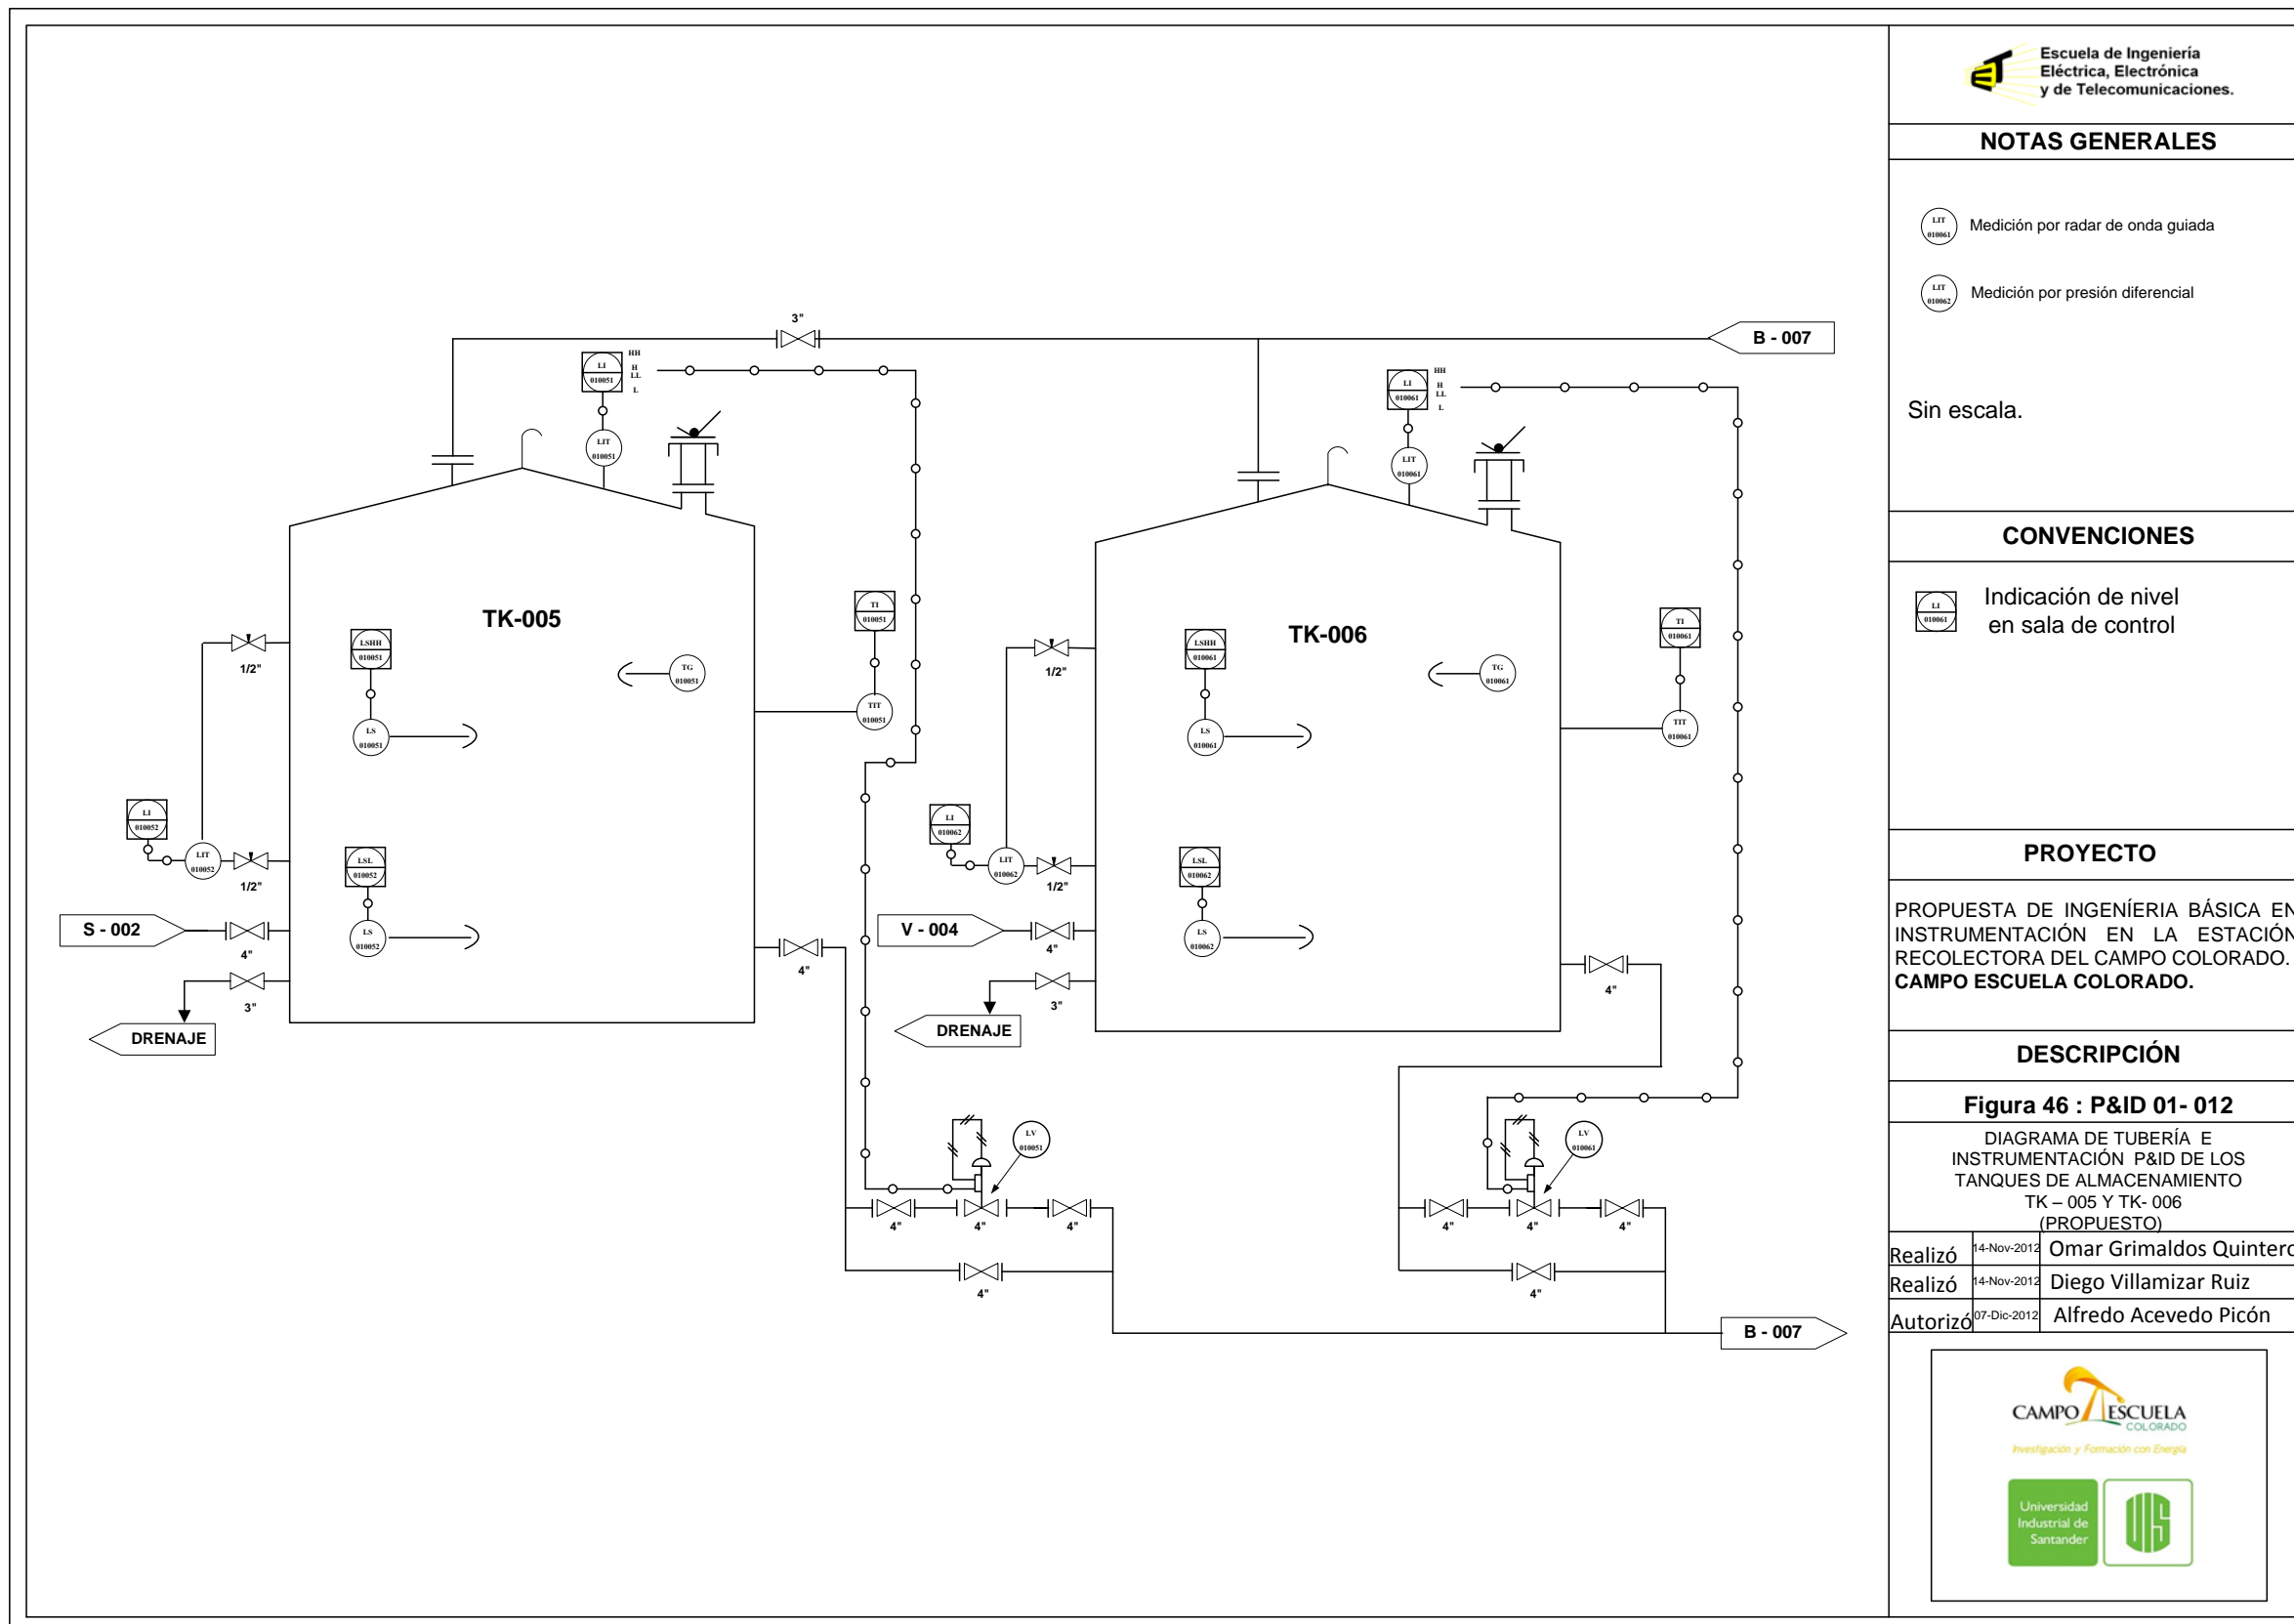 3"
B - 007
LI
010051
HH
H
LL
L
LIT
010051
LI
010061
HH
H
LL
L
LIT
010061
TK-005
1/2"
LSHH
010051
LS
010051
TG
010051
TI
010051
TIT
010051
LI
010052
LIT
010052
1/2"
LSL
010052
LS
010052
S - 002
4"
3"
DRENAJE
4"
TK-006
1/2"
LSHH
010061
LS
010061
TG
010061
TI
010061
TIT
010061
LI
010062
LIT
010062
1/2"
LSL
010062
LS
010062
V - 004
4"
3"
DRENAJE
4"
LV
010051
4"
4"
4"
4"
LV
010061
4"
4"
4"
4"
B - 007
Escuela de Ingeniería
Eléctrica, Electrónica
y de Telecomunicaciones.
NOTAS GENERALES
LIT
010061
Medición por radar de onda guiada
LIT
010062
Medición por presión diferencial
Sin escala.
CONVENCIONES
LI
010061
Indicación de nivel
en sala de control
PROYECTO
PROPUESTA DE INGENÍERIA BÁSICA EN
INSTRUMENTACIÓN EN LA ESTACIÓN
RECOLECTORA DEL CAMPO COLORADO.
CAMPO ESCUELA COLORADO.
DESCRIPCIÓN
Figura 46 : P&ID 01- 012
DIAGRAMA DE TUBERÍA E
INSTRUMENTACIÓN P&ID DE LOS
TANQUES DE ALMACENAMIENTO
TK – 005 Y TK- 006
(PROPUESTO)
Realizó 14-Nov-2012 Omar Grimaldos Quintero
Realizó 14-Nov-2012 Diego Villamizar Ruiz
Autorizó 07-Dic-2012 Alfredo Acevedo Picón
CAMPO ESCUELA
COLORADO
Investigación y Formación con Energía
Universidad
Industrial de
Santander
UIS